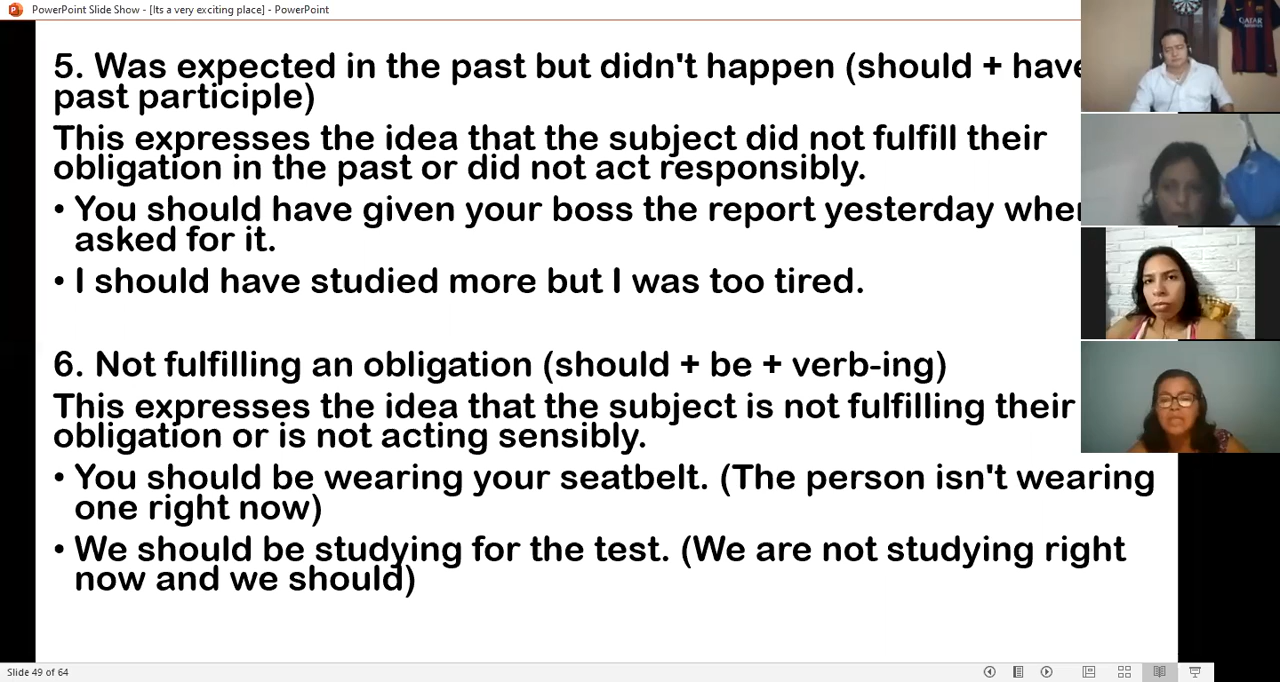 PowerPoint Slide Show - [Its a very exciting place] - PowerPoint
5. Was expected in the past but didn't happen (should + have
past participle)
This expresses the idea that the subject did not fulfill their
obligation in the past or did not act responsibly.
• You should have given your boss the report yesterday
asked for it.
• I should have studied more but I was too tired.
6. Not fulfilling an obligation (should + be + verb-ing)
This expresses the idea that the subject is not fulfilling their
obligation or is not acting sensibly.
• You should be wearing your seatbelt. (The person isn't wearing
one right now)
• We should be studying for the test. (We are not studying right
now and we should)
Slide 49 of 64
QATAR